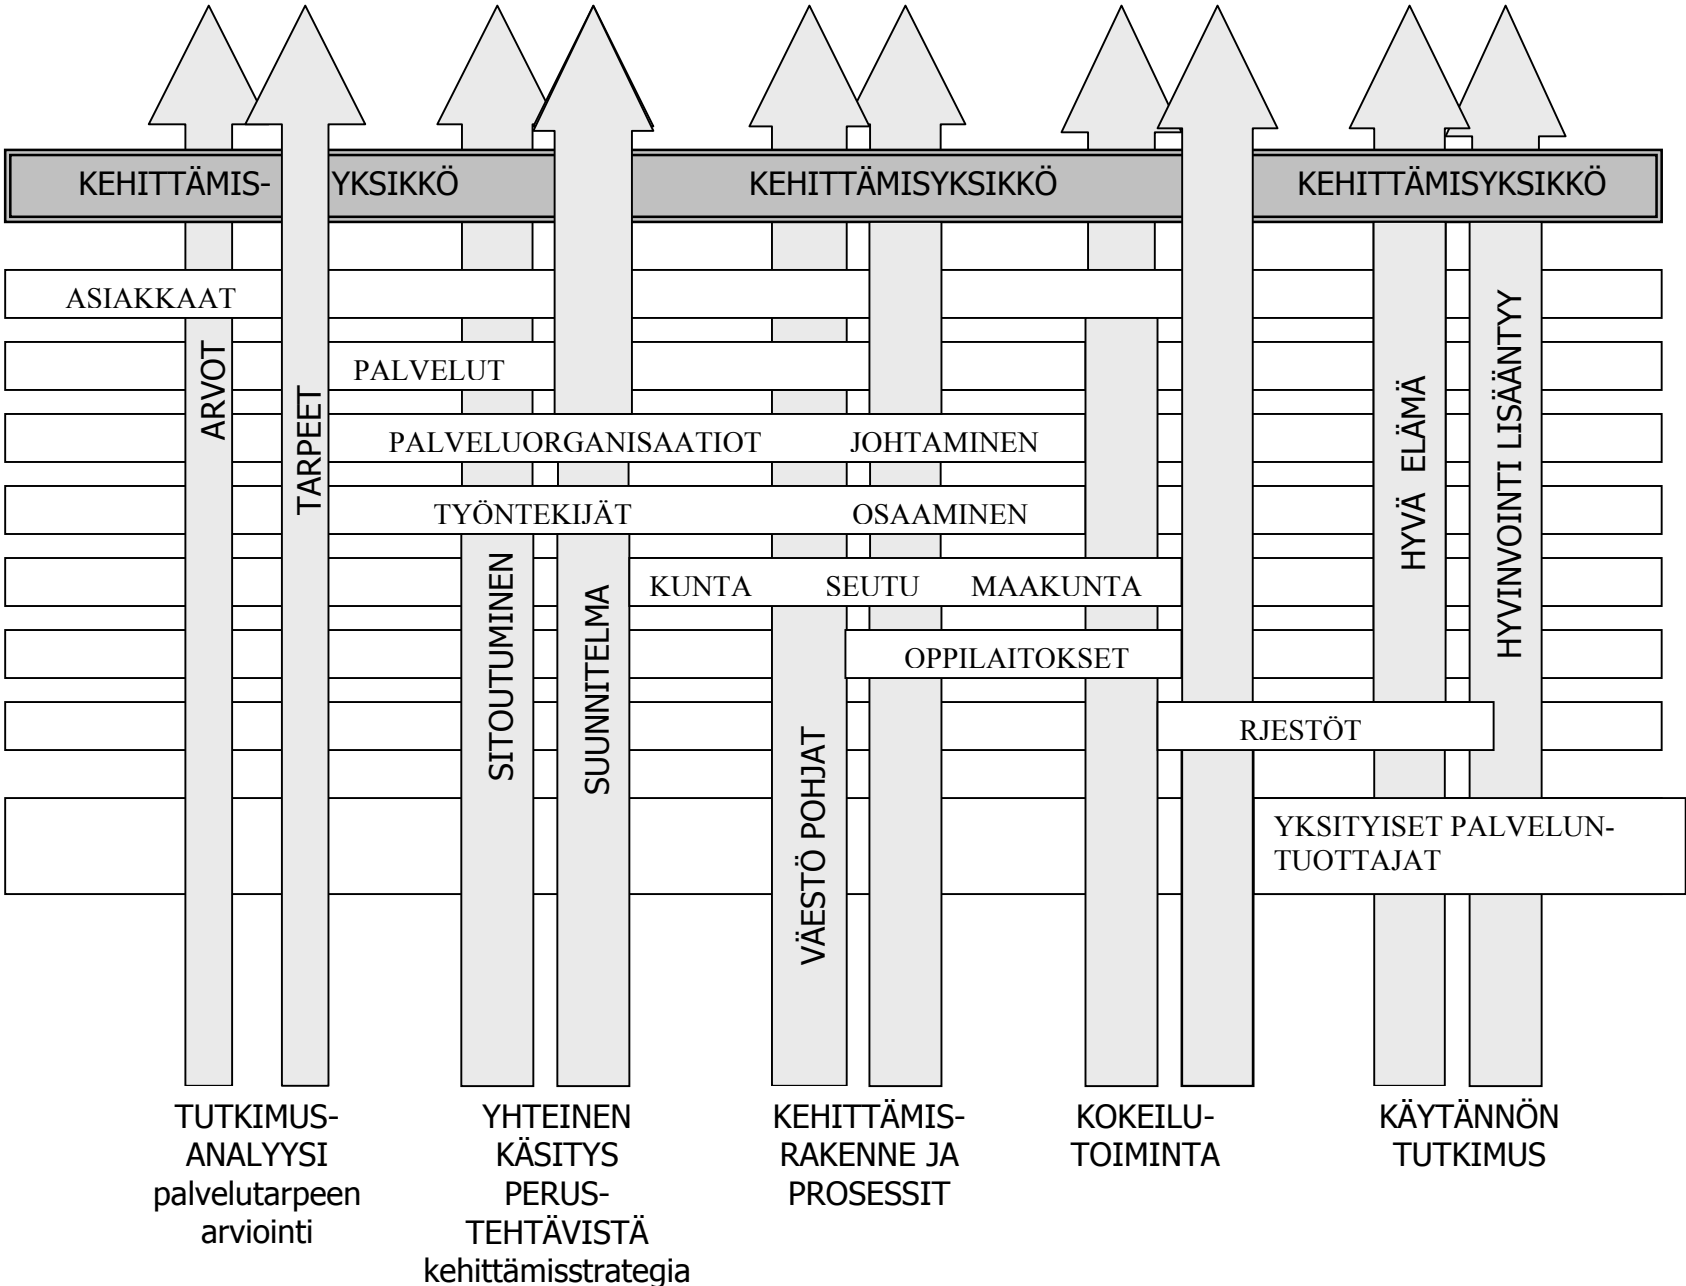 KEHITTÄMIS- YKSIKKÖ
KEHITTÄMISYKSIKKÖ
KEHITTÄMISYKSIKKÖ
ASIAKKAAT
PALVELUT
PALVELUORGANISAATIOT JOHTAMINEN
TYÖNTEKIJÄT OSAAMINEN
KUNTA SEUTU MAAKUNTA
OPPILAITOKSET
RJESTÖT
YKSITYISET PALVELUN-
TUOTTAJAT
ARVOT
TARPEET
SITOUTUMINEN
SUUNNITELMA
VÄESTÖ POHJAT
HYVÄ ELÄMÄ
HYVINVOINTI LISÄÄNTYY
TUTKIMUS-
ANALYYSI
palvelutarpeen
arviointi
YHTEINEN
KÄSITYS
PERUS-
TEHTÄVISTÄ
kehittämisstrategia
KEHITTÄMIS-
RAKENNE JA
PROSESSIT
KOKEILU-
TOIMINTA
KÄYTÄNNÖN
TUTKIMUS